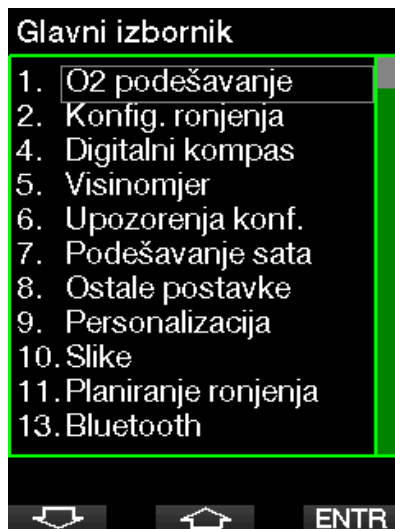 Glavni izbornik
1. O2 podešavanje
2. Konfig. ronjenja
4. Digitalni kompas
5. Visinomjer
6. Upozorenja konf.
7. Podešavanje sata
8. Ostale postavke
9. Personalizacija
10. Slike
11. Planiranje ronjenja
13. Bluetooth
ENTR